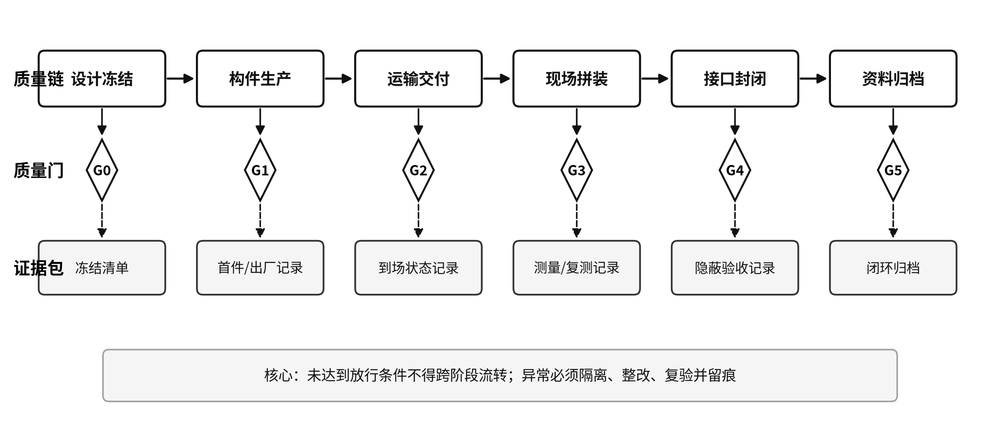 质量链
设计冻结
构件生产
运输交付
现场拼装
接口封闭
资料归档
质量门
G0
G1
G2
G3
G4
G5
证据包
冻结清单
首件/出厂记录
到场状态记录
测量/复测记录
隐蔽验收记录
闭环归档
核心：未达到放行条件不得跨阶段流转；异常必须隔离、整改、复验并留痕